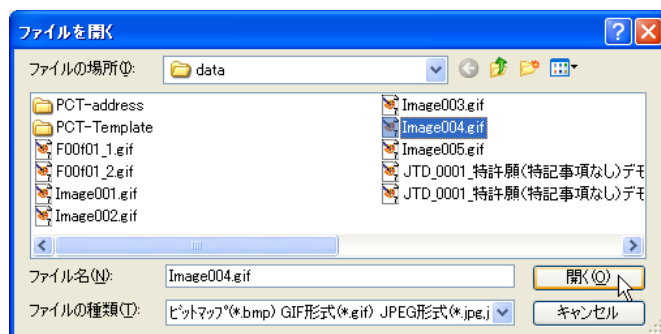 ファイルを開く
ファイルの場所(I):
data
PCT-address
PCT-Template
F00f01_1.gif
F00f01_2.gif
Image001.gif
Image002.gif
Image003.gif
Image004.gif
Image005.gif
JTD_0001_特許願(特記事項なし)デモ
JTD_0001_特許願(特記事項なし)デモ
ファイル名(N):
Image004.gif
開く(O)
ファイルの種類(T):
ビットマップ(*.bmp) GIF形式(*.gif) JPEG形式(*.jpg,j
キャンセル